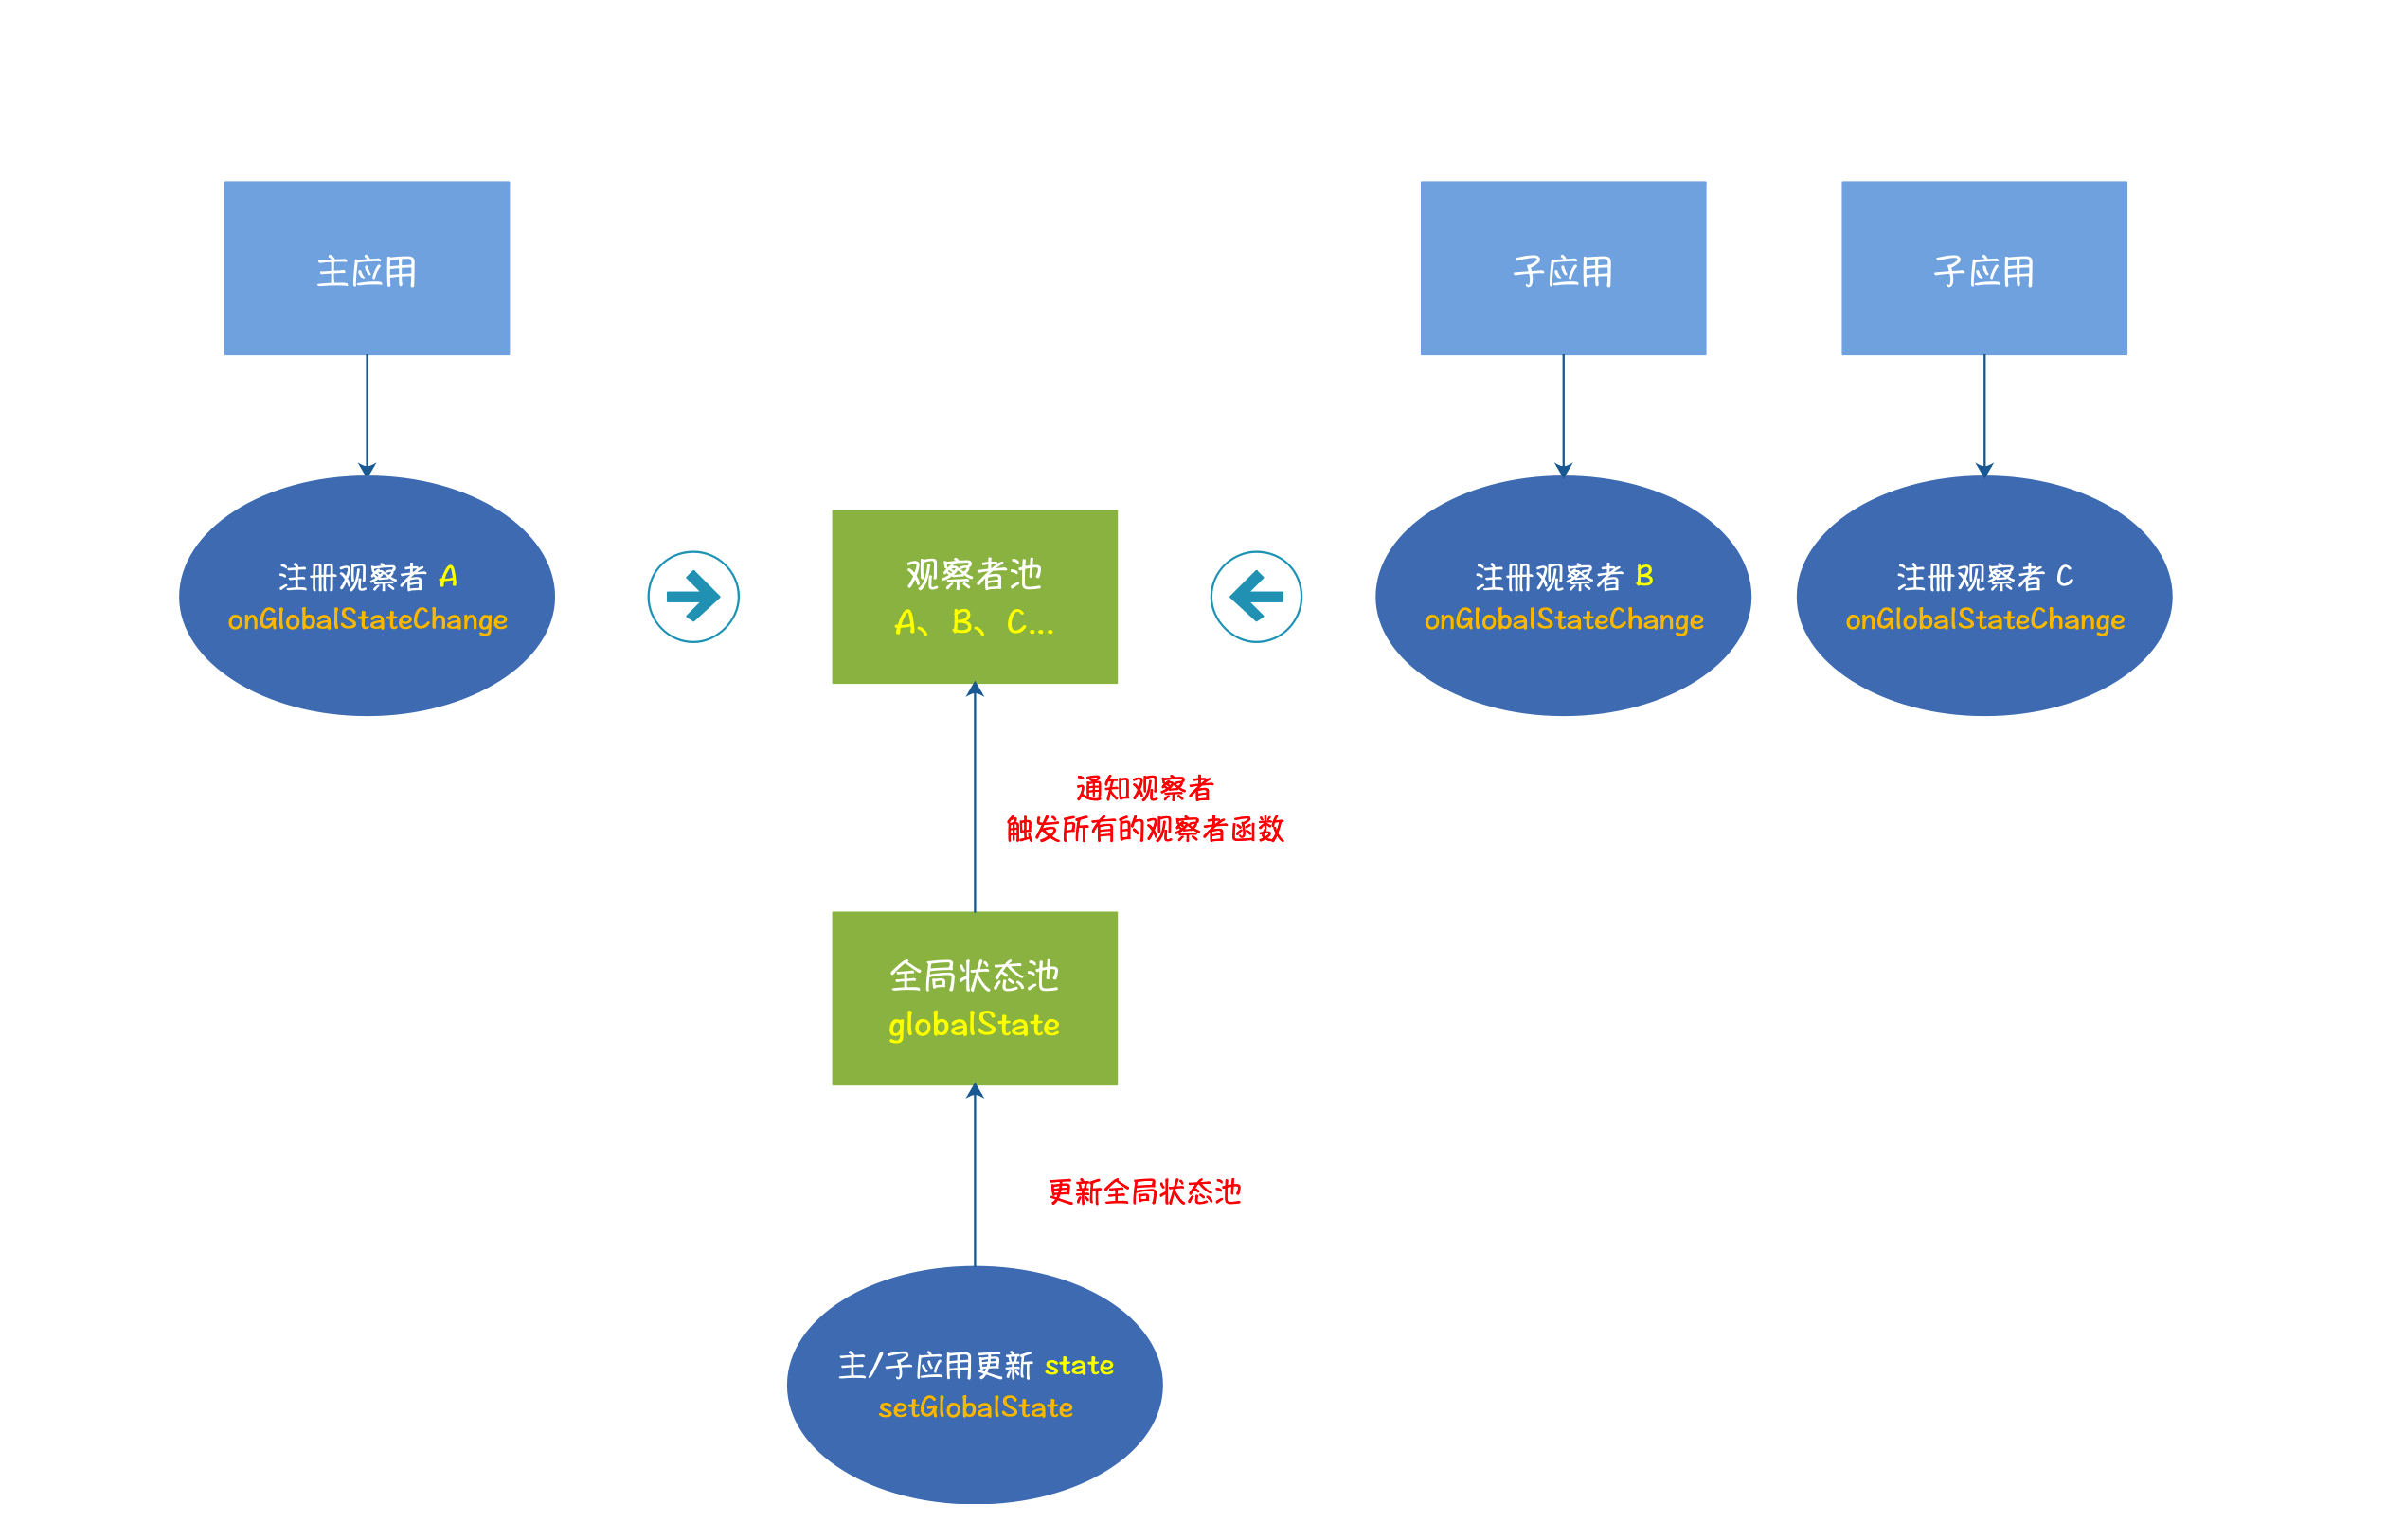 主应用
子应用
子应用
注册观察者 A
onGlobalStateChange
观察者池
A、B、C...
注册观察者 B
onGlobalStateChange
注册观察者 C
onGlobalStateChange
通知观察者
触发所有的观察者函数
全局状态池
globalState
更新全局状态池
主/子应用更新 state
setGlobalState